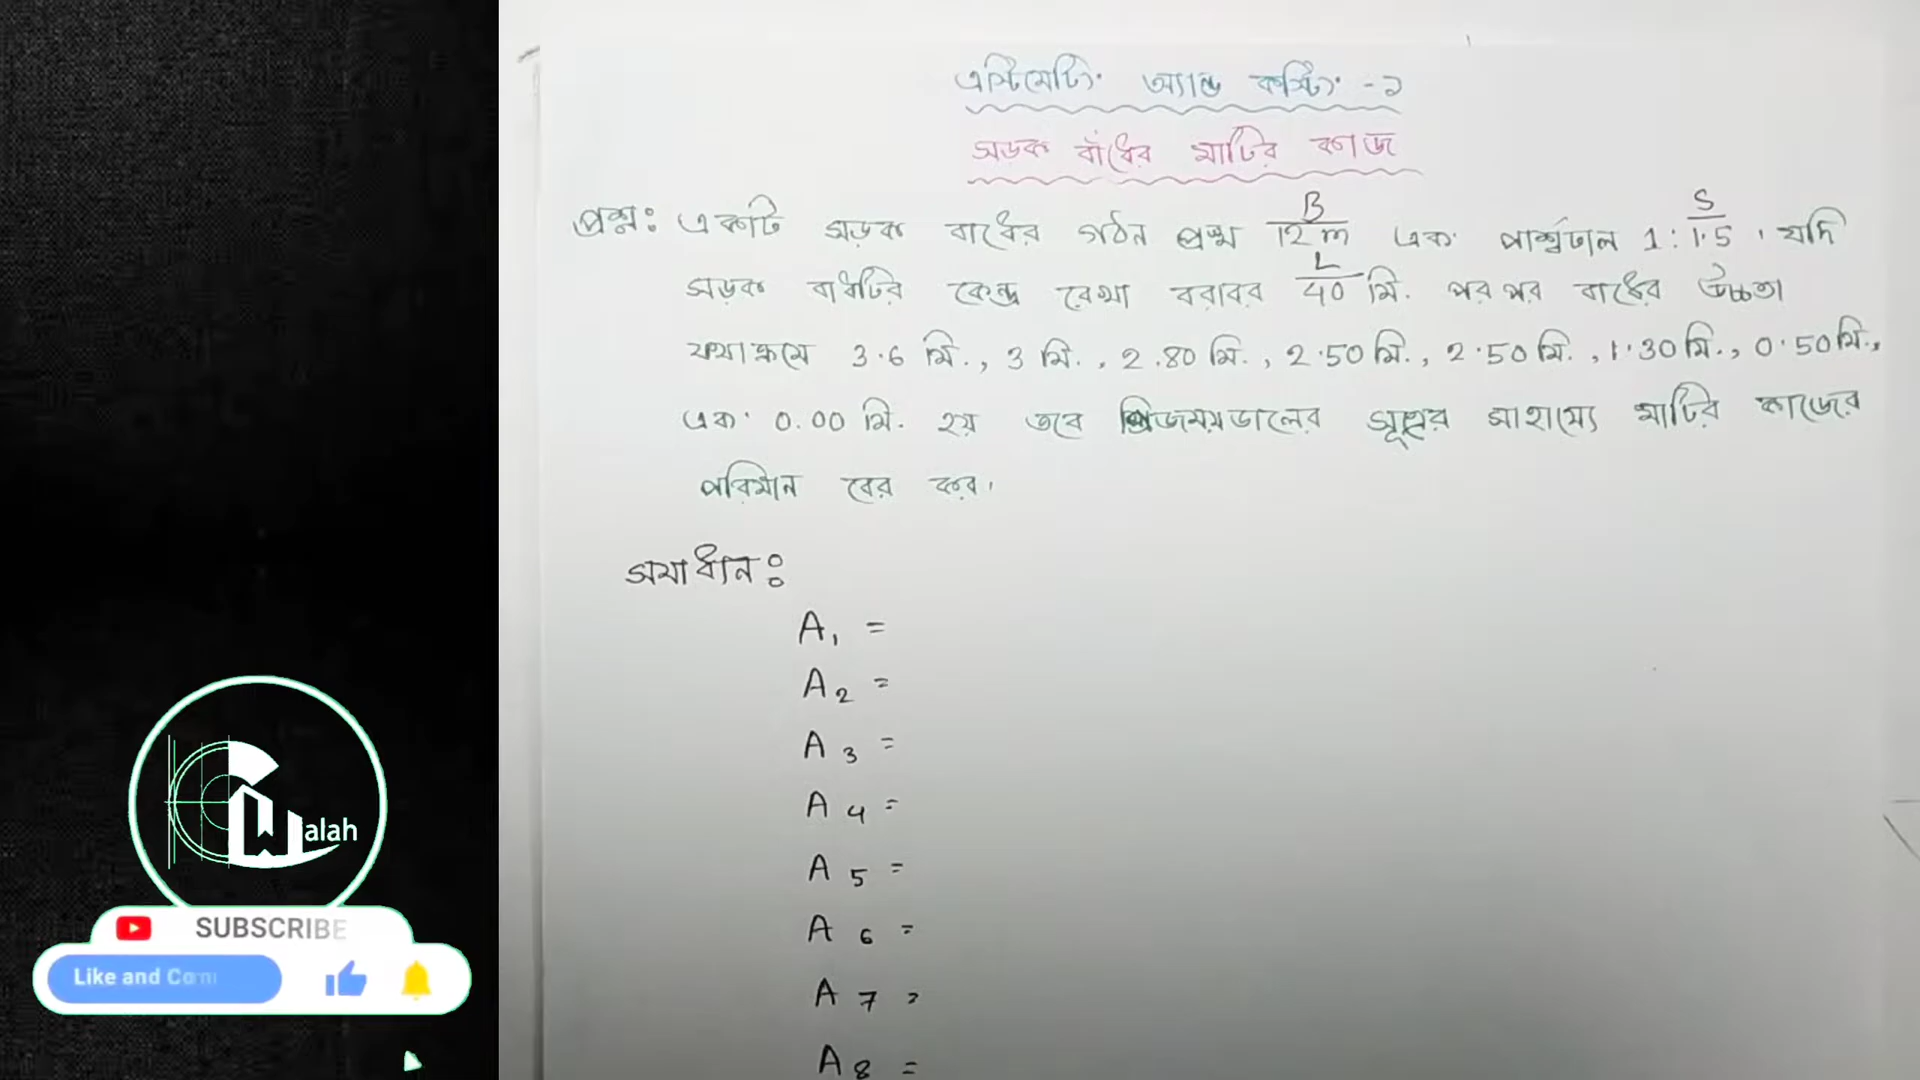 এস্টিমেটিং অ্যান্ড কস্টিং -১
সড়ক বাঁধের মাটির কাজ
B S
প্রশ্ন: একটি সড়ক বাধের গঠন প্রস্থ 12 m এবং পার্শ্বঢাল 1 : 1.5 । যদি
L
সড়ক বাধটির কেন্দ্র রেখা বরাবর 40 মি. পর পর বাধের উচ্চতা
যথাক্রমে 3.6 মি., 3 মি., 2.80 মি., 2.50 মি., 2.50 মি., 1.30 মি., 0.50 মি.,
এবং 0.00 মি. হয় তবে প্রিজময়ডালের সূত্রের সাহায্যে মাটির কাজের
পরিমান বের কর।
সমাধান:
A1 =
A2 =
A3 =
A4 =
A5 =
A6 =
A7 =
A8 =
alah
SUBSCRIBE
Like and Com